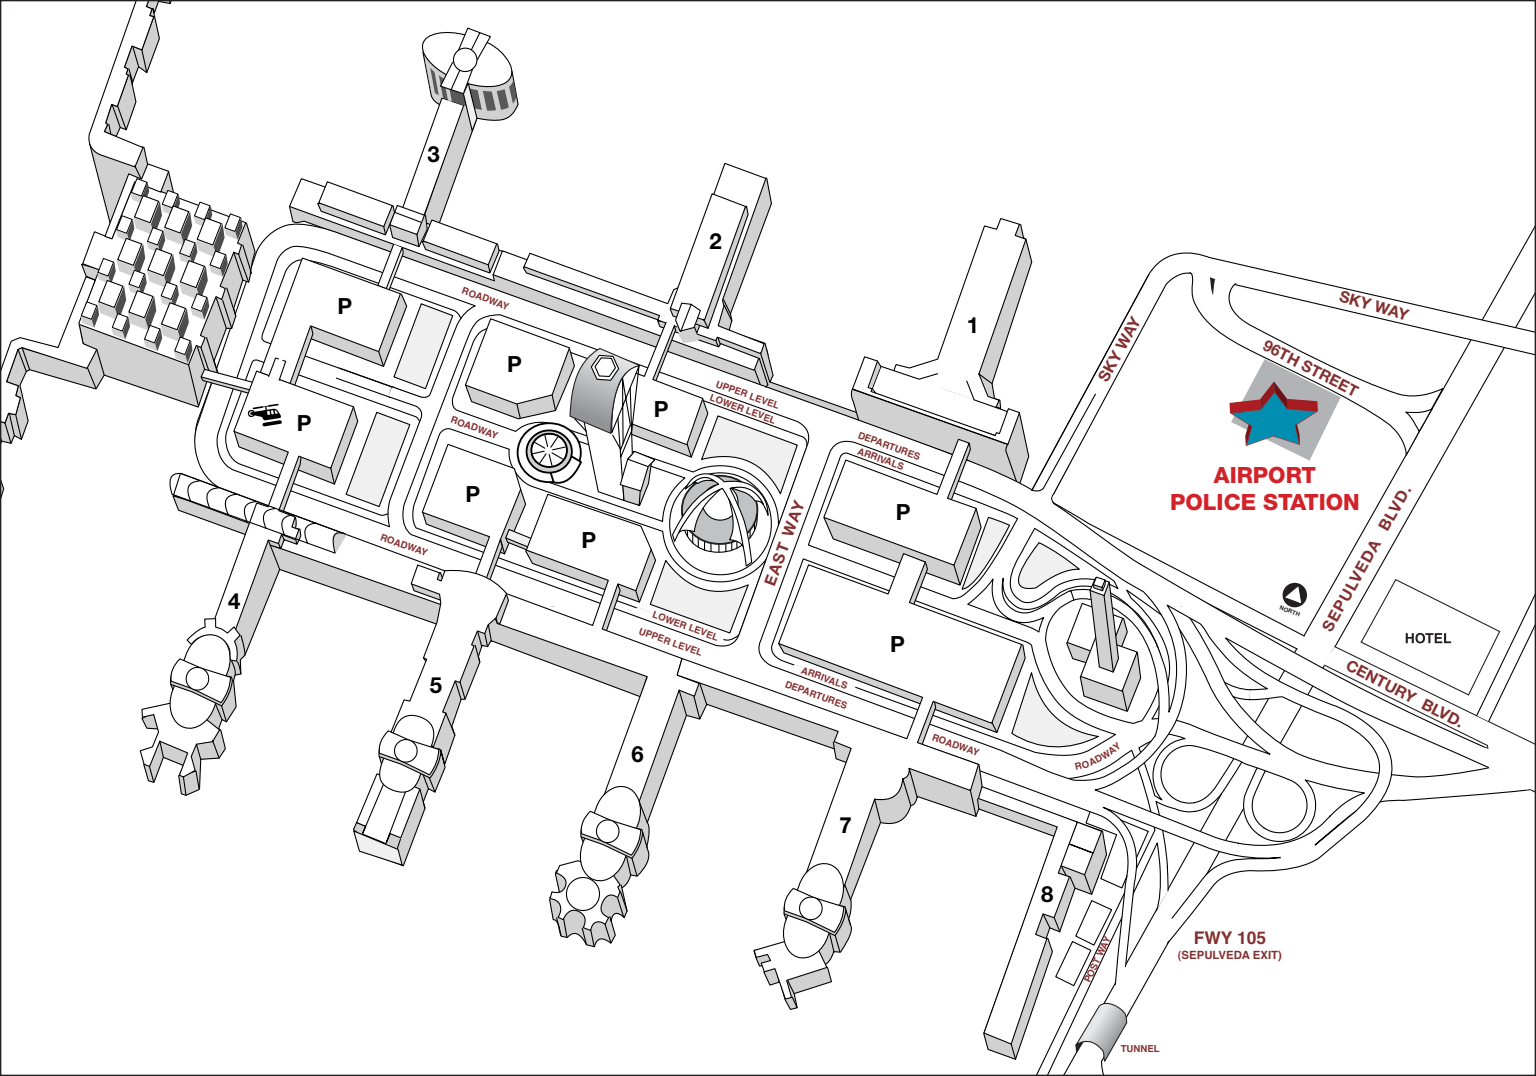 3
2
1
P
P
P
P
P
P
P
P
ROADWAY
ROADWAY
ROADWAY
UPPER LEVEL
LOWER LEVEL
DEPARTURES
ARRIVALS
EAST WAY
LOWER LEVEL
UPPER LEVEL
ARRIVALS
DEPARTURES
ROADWAY
ROADWAY
SKY WAY
SKY WAY
96TH STREET
AIRPORT
POLICE STATION
SEPULVEDA BLVD.
NORTH
HOTEL
CENTURY BLVD.
4
5
6
7
8
POST WAY
FWY 105
(SEPULVEDA EXIT)
TUNNEL